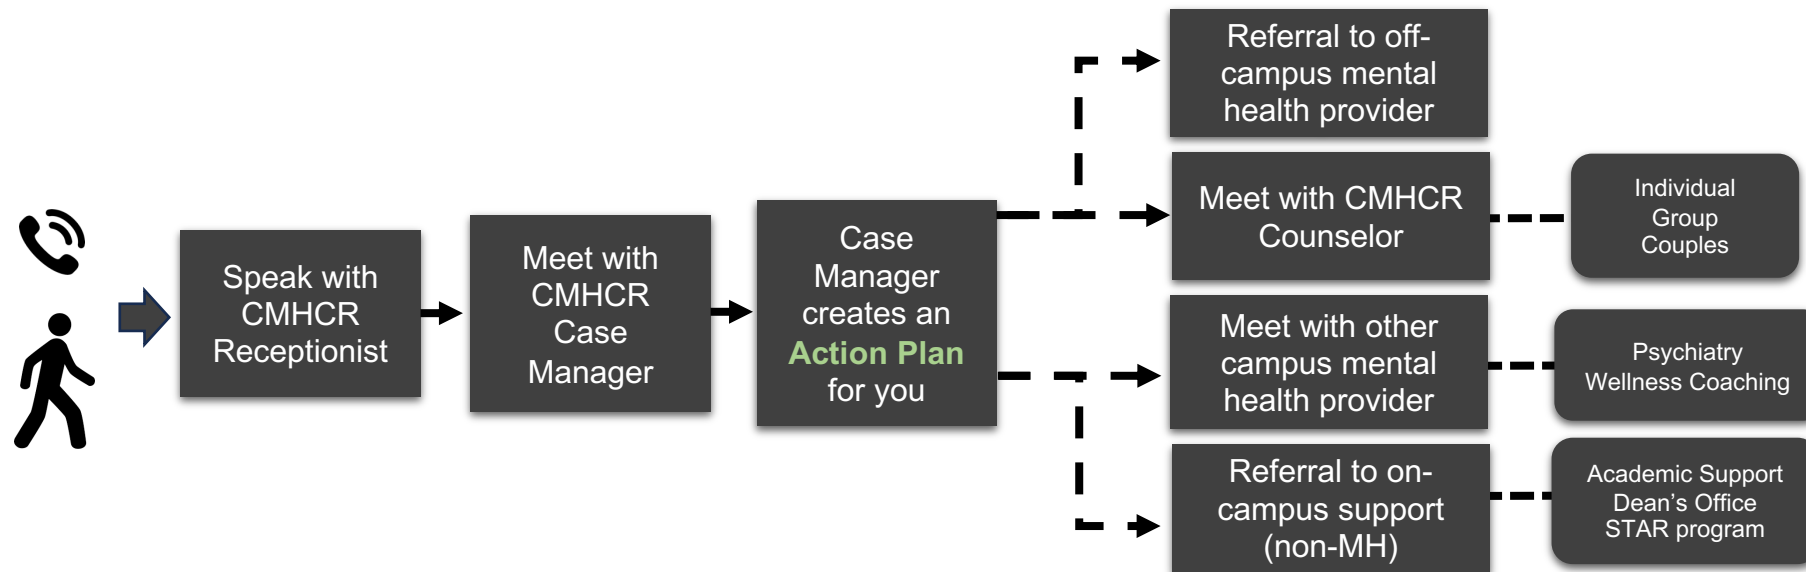 Speak with
CMHCR
Receptionist
Meet with
CMHCR
Case
Manager
Case
Manager
creates an
Action Plan
for you
Referral to off-
campus mental
health provider
Meet with CMHCR
Counselor
Individual
Group
Couples
Meet with other
campus mental
health provider
Psychiatry
Wellness Coaching
Referral to on-
campus support
(non-MH)
Academic Support
Dean’s Office
STAR program